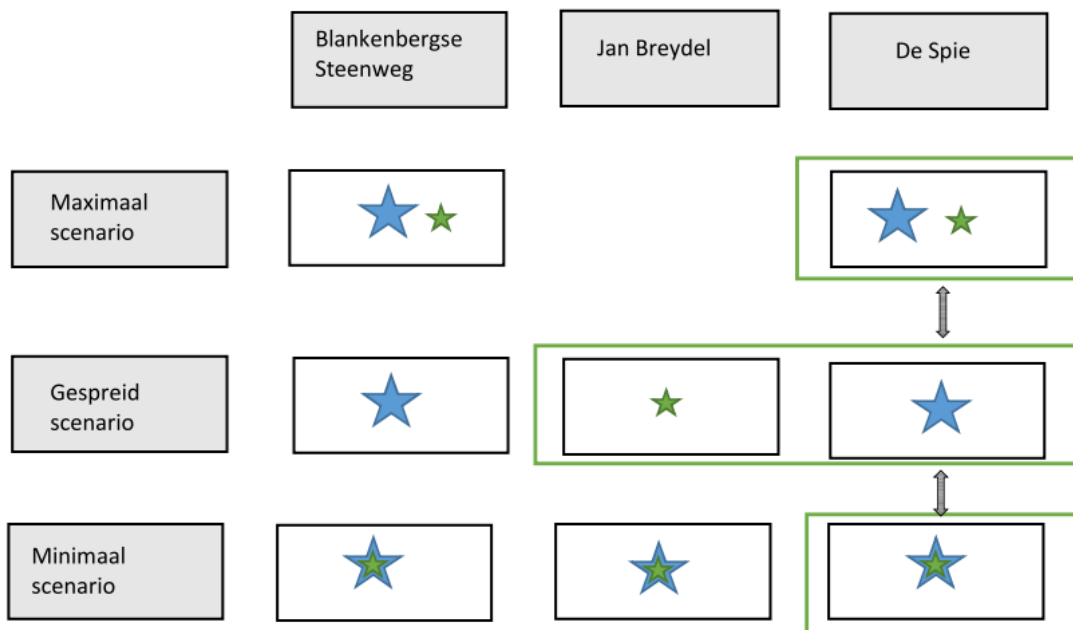 Blankenbergse
Steenweg
Jan Breydel
De Spie
Maximaal
scenario
Gespreid
scenario
Minimaal
scenario